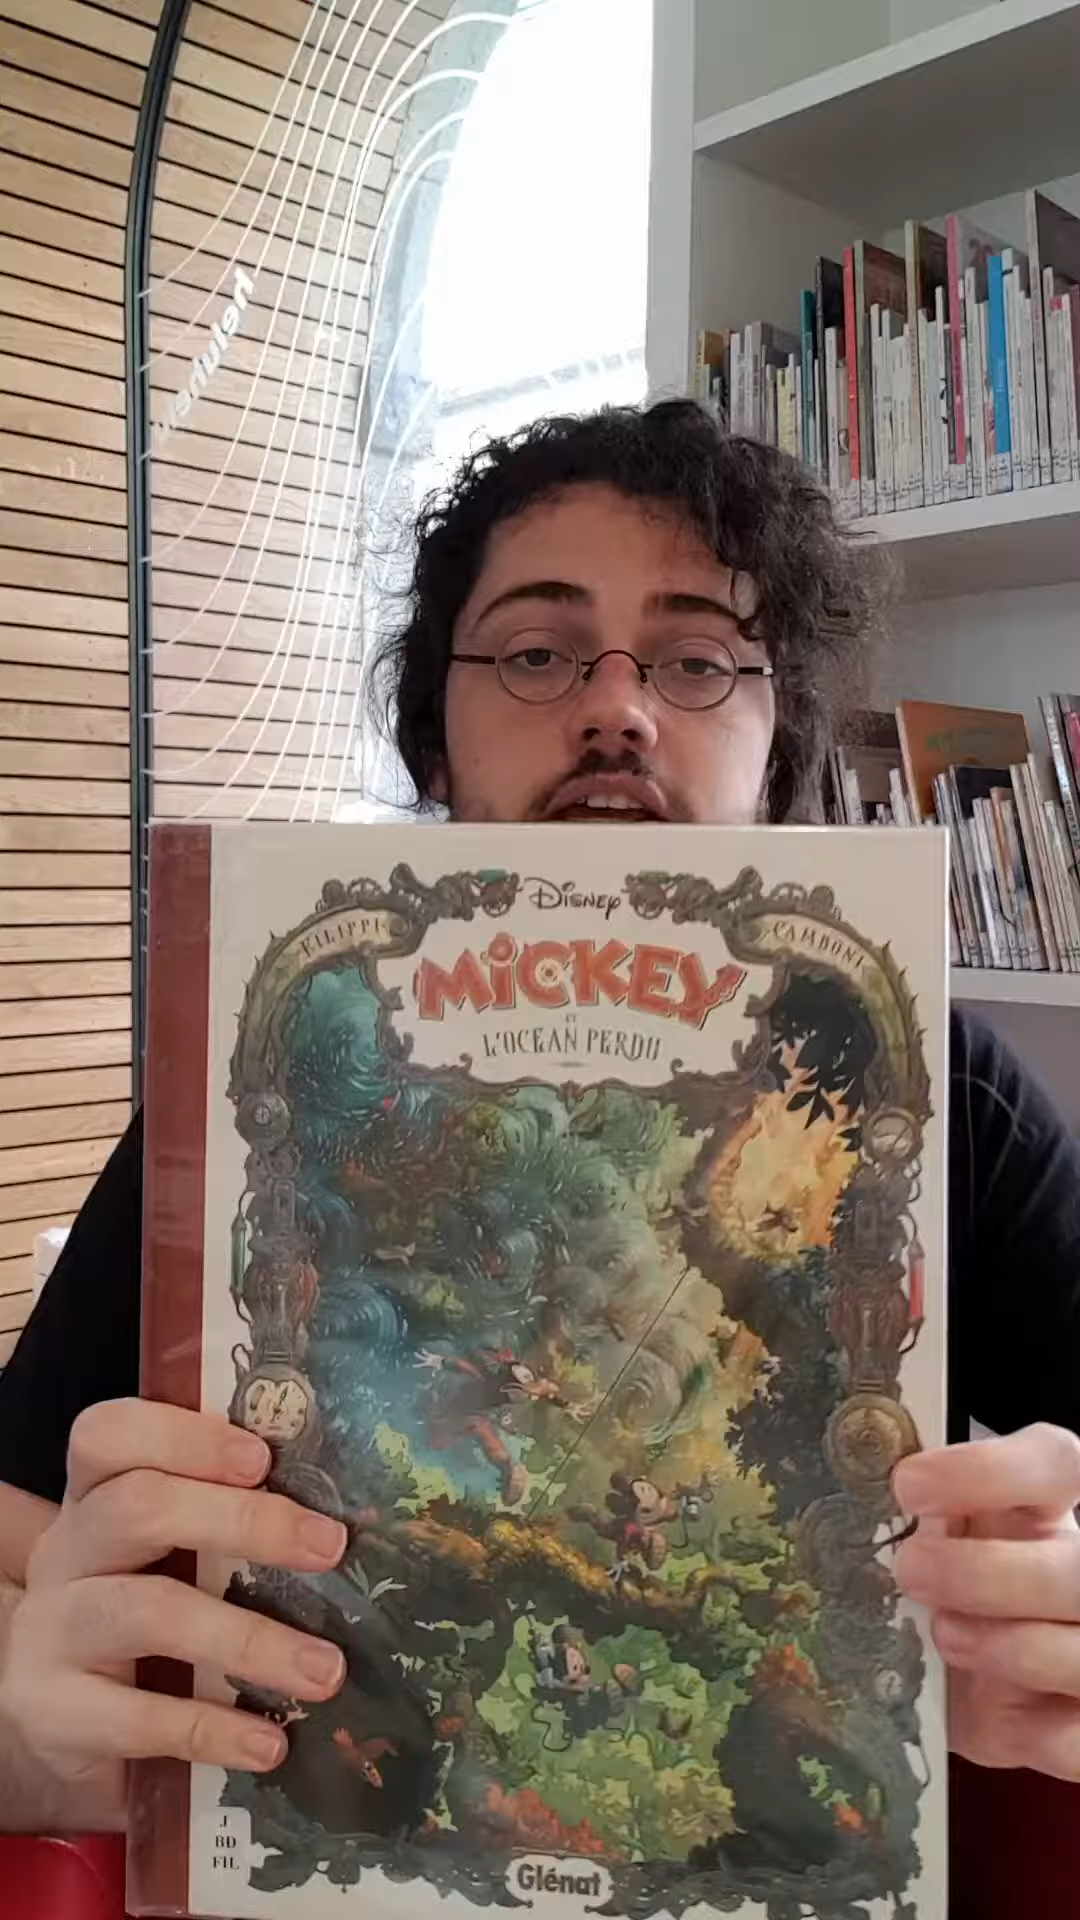 Disney
FILIPPI
CAMBONI
MICKEY
ET
L'OCEAN PERDU
J
BD
FIL
Glénat